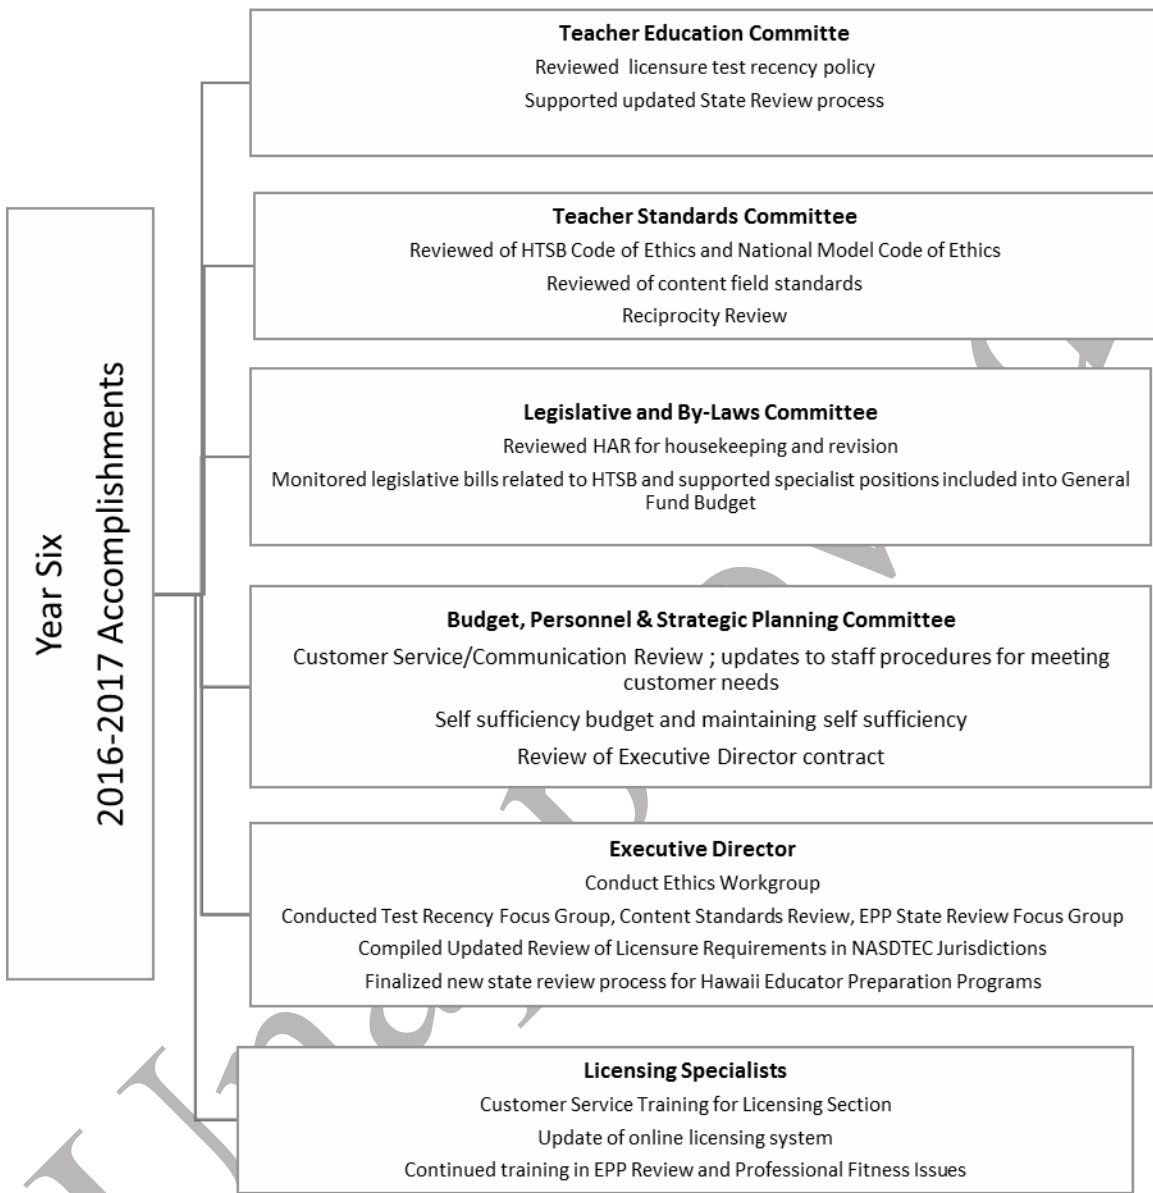 Year Six
2016-2017 Accomplishments
Teacher Education Committe
Reviewed licensure test recency policy
Supported updated State Review process
Teacher Standards Committee
Reviewed of HTSB Code of Ethics and National Model Code of Ethics
Reviewed of content field standards
Reciprocity Review
Legislative and By-Laws Committee
Reviewed HAR for housekeeping and revision
Monitored legislative bills related to HTSB and supported specialist positions included into General
Fund Budget
Budget, Personnel & Strategic Planning Committee
Customer Service/Communication Review ; updates to staff procedures for meeting
customer needs
Self sufficiency budget and maintaining self sufficiency
Review of Executive Director contract
Executive Director
Conduct Ethics Workgroup
Conducted Test Recency Focus Group, Content Standards Review, EPP State Review Focus Group
Compiled Updated Review of Licensure Requirements in NASDTEC Jurisdictions
Finalized new state review process for Hawaii Educator Preparation Programs
Licensing Specialists
Customer Service Training for Licensing Section
Update of online licensing system
Continued training in EPP Review and Professional Fitness Issues